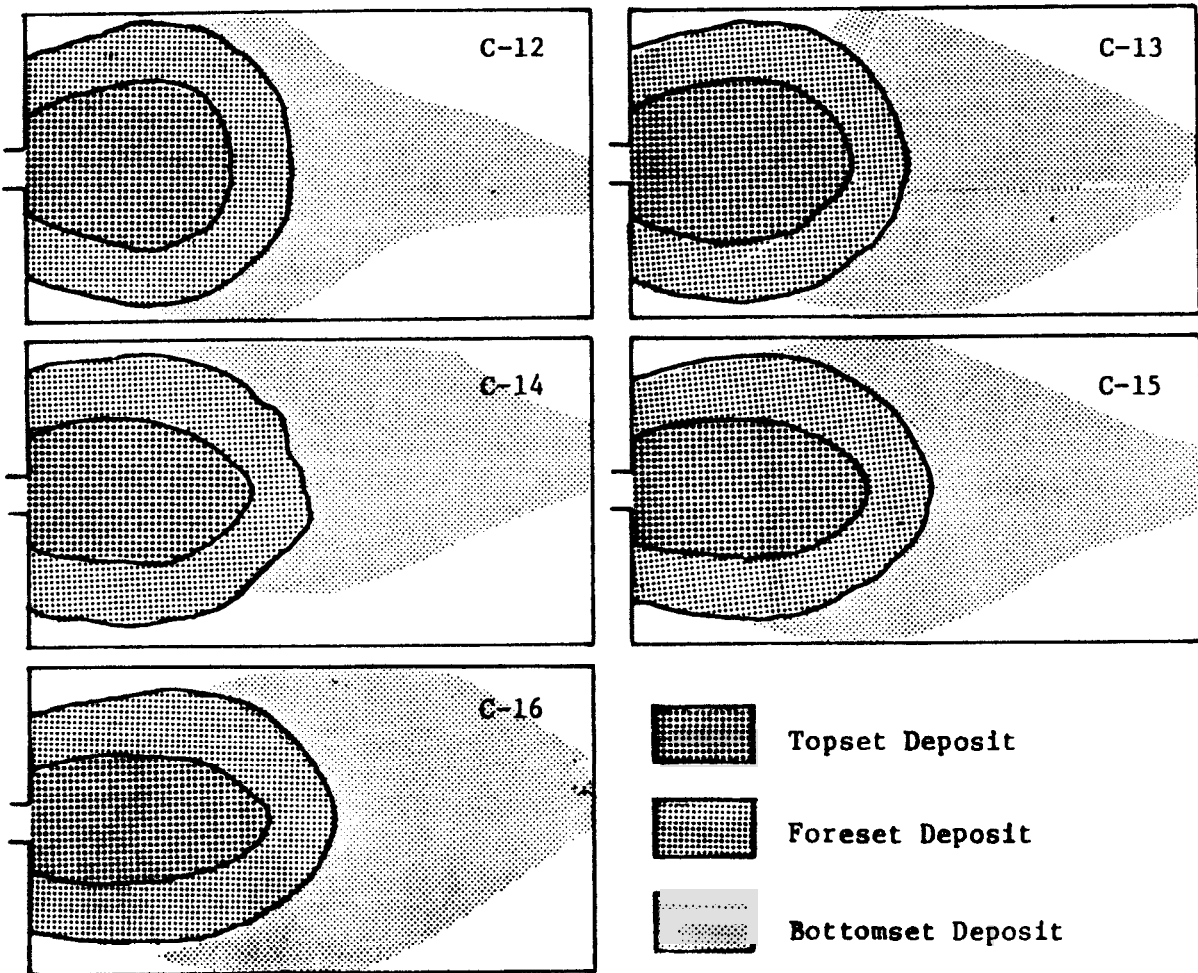 C-12
C-13
C-14
C-15
C-16
Topset Deposit
Foreset Deposit
Bottomset Deposit